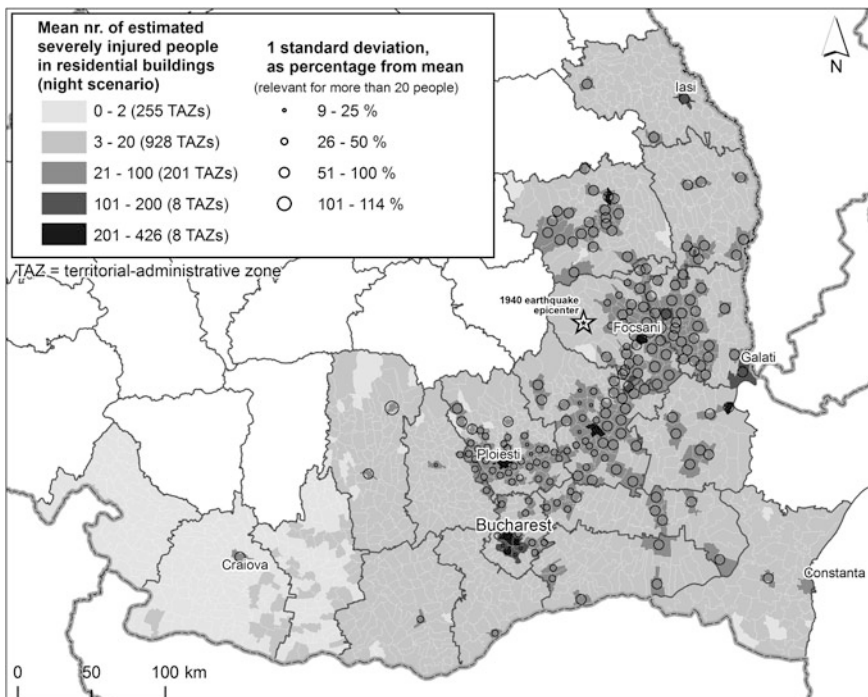 Mean nr. of estimated
severely injured people
in residential buildings
(night scenario)
0 - 2 (255 TAZs)
3 - 20 (928 TAZs)
21 - 100 (201 TAZs)
101 - 200 (8 TAZs)
201 - 426 (8 TAZs)
1 standard deviation,
as percentage from mean
(relevant for more than 20 people)
9 - 25 %
26 - 50 %
51 - 100 %
101 - 114 %
TAZ = territorial-administrative zone
N
Iasi
1940 earthquake
epicenter
Focsani
Galati
Ploiesti
Bucharest
Craiova
Constanta
0 50 100 km